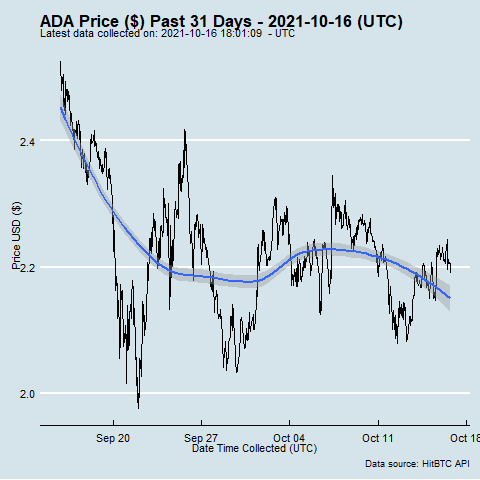 ADA Price ($) Past 31 Days - 2021-10-16 (UTC)
Latest data collected on: 2021-10-16 18:01:09  - UTC
2.4
2.2
2.0
Price USD ($)
Sep 20
Sep 27
Oct 04
Oct 11
Oct 18
Date Time Collected (UTC)
Data source: HitBTC API